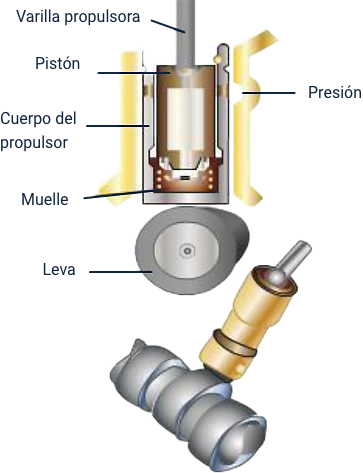 Varilla propulsora
Pistón
Presión
Cuerpo del
propulsor
Muelle
Leva